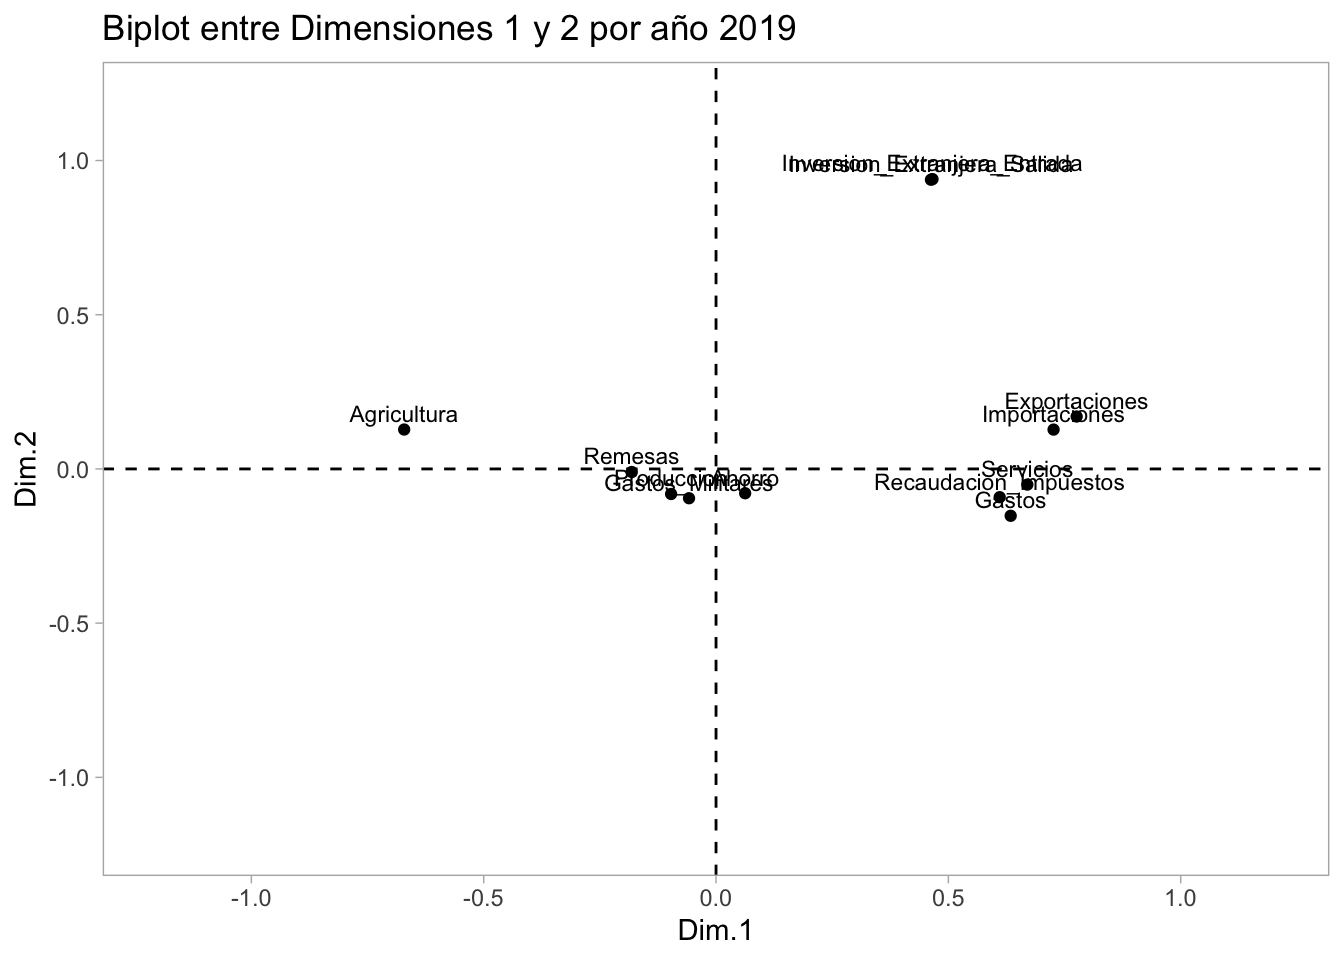 Biplot entre Dimensiones 1 y 2 por año 2019
1.0
0.5
0.0
-0.5
-1.0
Dim.2
Inversion_Extranjera_Entrada
Inversion_Extranjera_Salida
Exportaciones
Importaciones
Agricultura
Remesas
Produccion
Ahorro
Gastos_Militares
Servicios
Recaudacion_Impuestos
Gastos
-1.0
-0.5
0.0
0.5
1.0
Dim.1